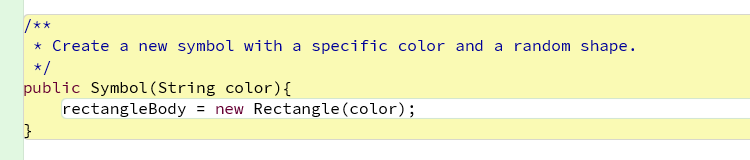 /**
 * Create a new symbol with a specific color and a random shape.
 */
public Symbol(String color){
    rectangleBody = new Rectangle(color);
}